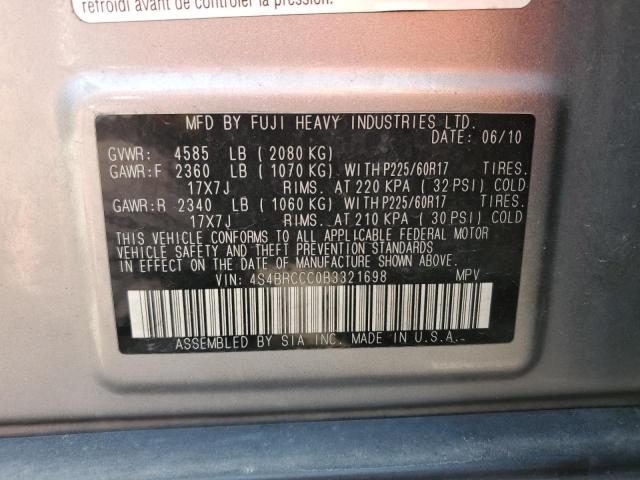 refroidi avant de contrôler la pression.
MFD BY FUJI HEAVY INDUSTRIES LTD.
DATE: 06/10
GVWR: 4585 LB ( 2080 KG)
GAWR:F 2360 LB ( 1070 KG) WITH P225/60R17 TIRES.
17X7J RIMS. AT 220 KPA ( 32 PSI) COLD
GAWR:R 2340 LB ( 1060 KG) WITH P225/60R17 TIRES.
17X7J RIMS. AT 210 KPA ( 30 PSI) COLD
THIS VEHICLE CONFORMS TO ALL APPLICABLE FEDERAL MOTOR
VEHICLE SAFETY AND THEFT PREVENTION STANDARDS
IN EFFECT ON THE DATE OF MANUFACTURE SHOWN ABOVE.
VIN: 4S4BRCCC0B3321698 MPV
ASSEMBLED BY SIA INC. MADE IN U.S.A.